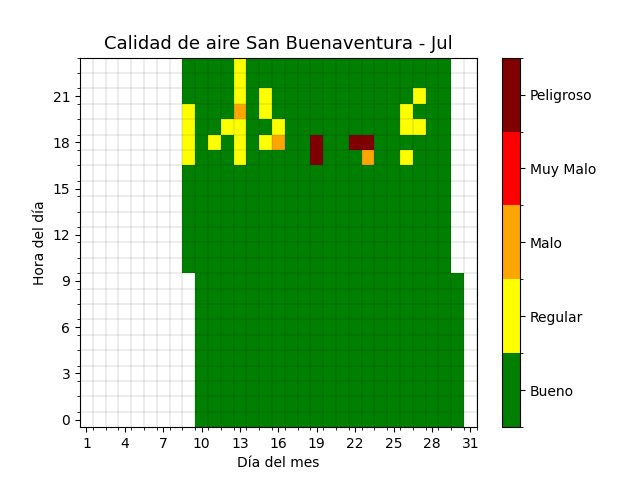 Calidad de aire San Buenaventura - Jul
Hora del día
21
18
15
12
9
6
3
0
1 4 7 10 13 16 19 22 25 28 31
Día del mes
Peligroso
Muy Malo
Malo
Regular
Bueno